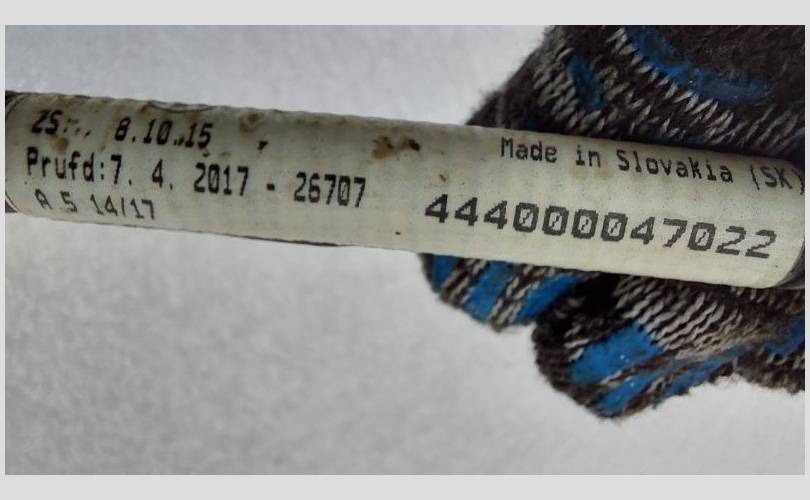 ZS:.. 8.10..15
Prufd:7. 4. 2017 - 26707
A 5 14/17
Made in Slovakia (SK)
444000047022